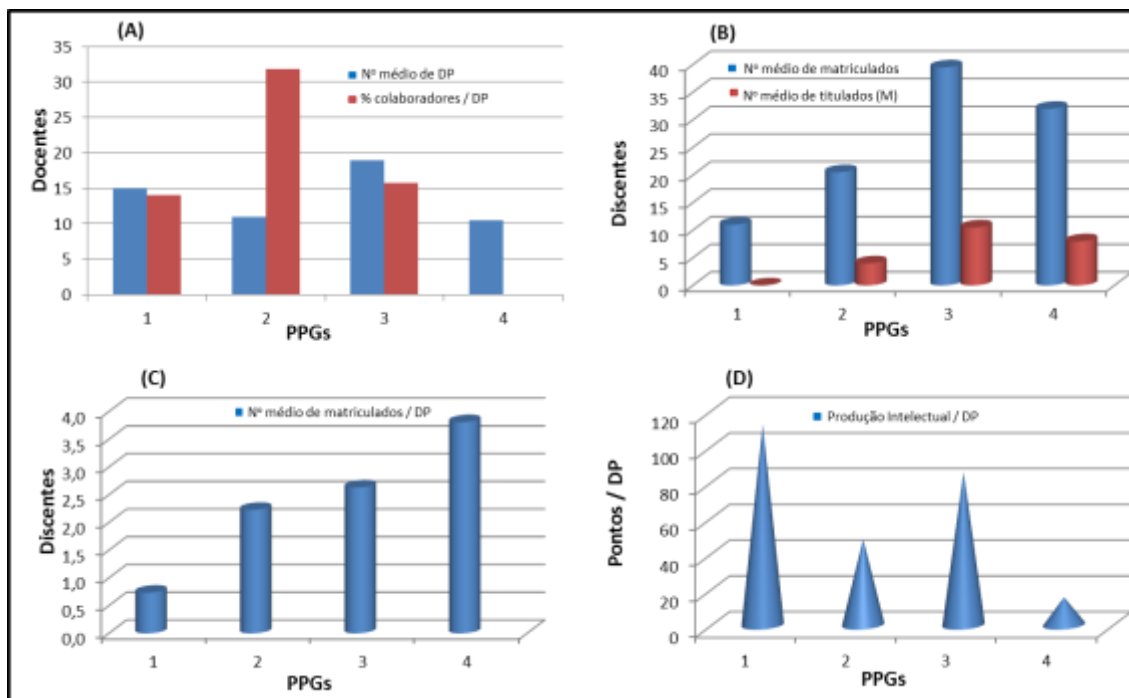 (A)
35
30
25
20
15
10
5
0
Docentes
Nº médio de DP
% colaboradores / DP
1 2 3 4
PPGs
(B)
40
35
30
25
20
15
10
5
0
Discentes
Nº médio de matriculados
Nº médio de titulados (M)
1 2 3 4
PPGs
(C)
4,0
3,5
3,0
2,5
2,0
1,5
1,0
0,5
0,0
Discentes
Nº médio de matriculados / DP
1 2 3 4
PPGs
(D)
120
100
80
60
40
20
0
Pontos / DP
Produção Intelectual / DP
1 2 3 4
PPGs